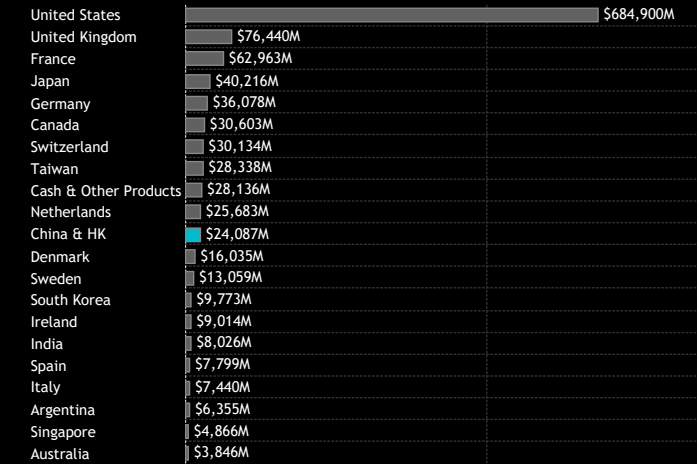 United States $684,900M
United Kingdom $76,440M
France $62,963M
Japan $40,216M
Germany $36,078M
Canada $30,603M
Switzerland $30,134M
Taiwan $28,338M
Cash & Other Products $28,136M
Netherlands $25,683M
China & HK $24,087M
Denmark $16,035M
Sweden $13,059M
South Korea $9,773M
Ireland $9,014M
India $8,026M
Spain $7,799M
Italy $7,440M
Argentina $6,355M
Singapore $4,866M
Australia $3,846M